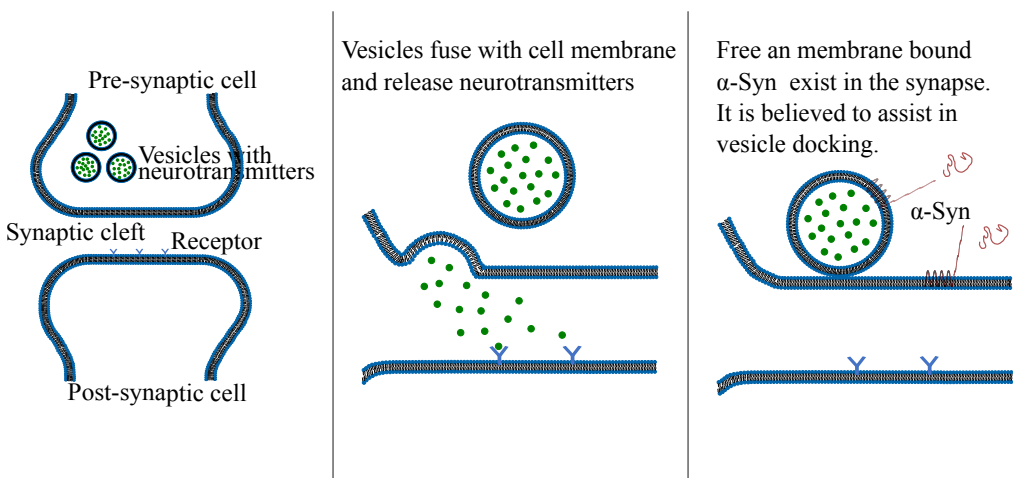 Pre-synaptic cell
Vesicles with
neurotransmitters
Synaptic cleft
Receptor
Post-synaptic cell
Vesicles fuse with cell membrane
and release neurotransmitters
Free an membrane bound
α-Syn exist in the synapse.
It is believed to assist in
vesicle docking.
α-Syn